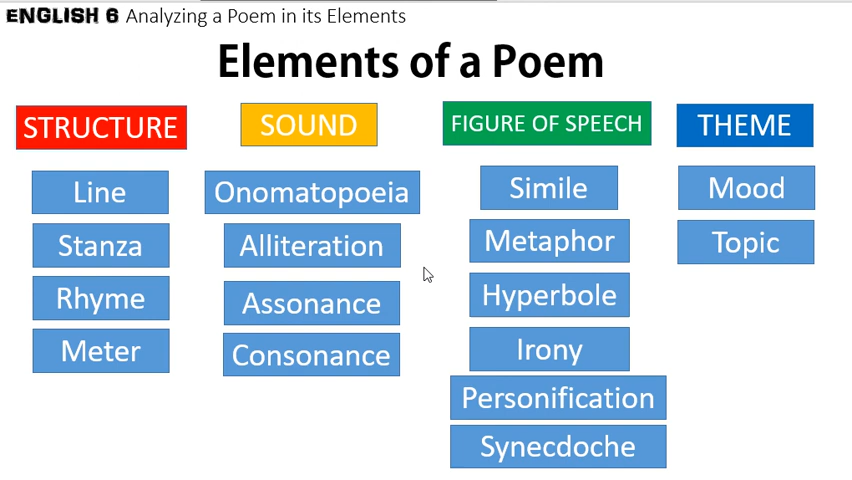 ENGLISH 6 Analyzing a Poem in its Elements
Elements of a Poem
STRUCTURE
Line
Stanza
Rhyme
Meter
SOUND
Onomatopoeia
Alliteration
Assonance
Consonance
FIGURE OF SPEECH
Simile
Metaphor
Hyperbole
Irony
Personification
Synecdoche
THEME
Mood
Topic